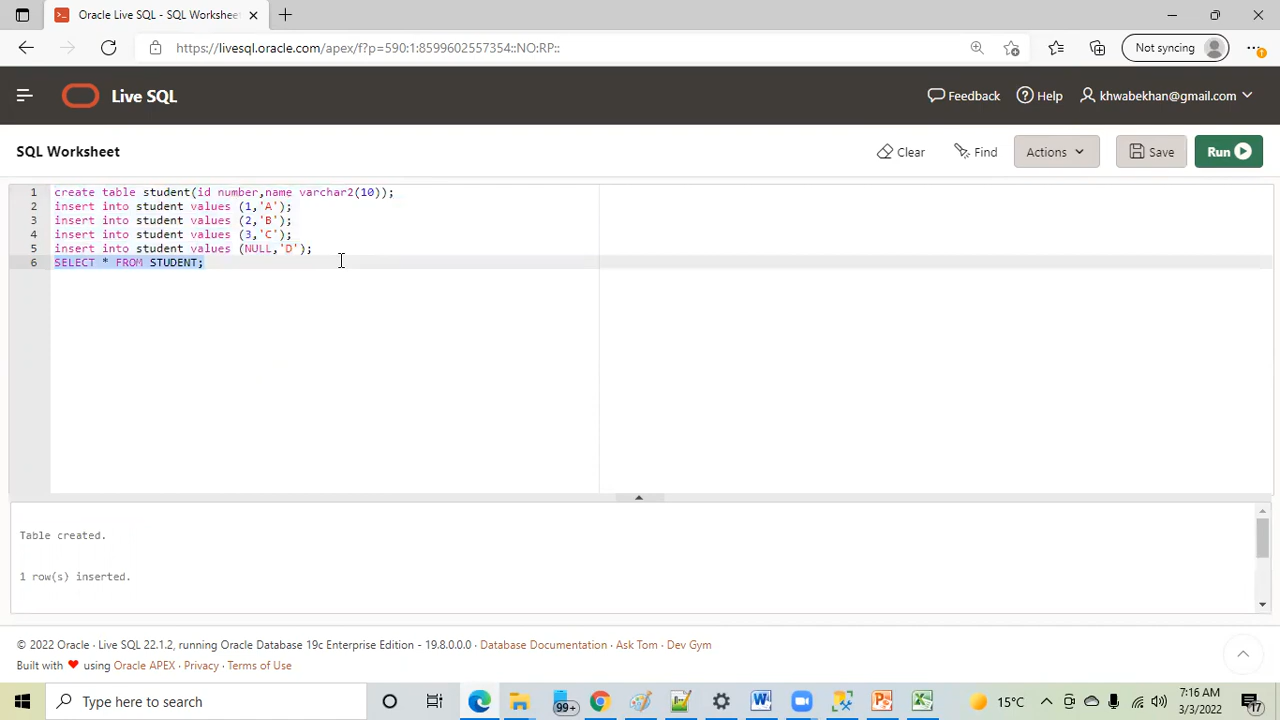 Oracle Live SQL - SQL Workshee
https://livesql.oracle.com/apex/f?p=590:1:8599602557354::NO:RP::
Not syncing
Live SQL
Feedback
Help
khwabekhan@gmail.com
SQL Worksheet
Clear
Find
Actions
Save
Run
1 create table student(id number,name varchar2(10));
2 insert into student values (1,'A');
3 insert into student values (2,'B');
4 insert into student values (3,'C');
5 insert into student values (NULL,'D');
6 SELECT * FROM STUDENT;
Table created.
1 row(s) inserted.
© 2022 Oracle · Live SQL 22.1.2, running Oracle Database 19c Enterprise Edition - 19.8.0.0.0 · Database Documentation · Ask Tom · Dev Gym
Built with ❤ using Oracle APEX · Privacy · Terms of Use
Type here to search
99+
15°C
7:16 AM
3/3/2022
17